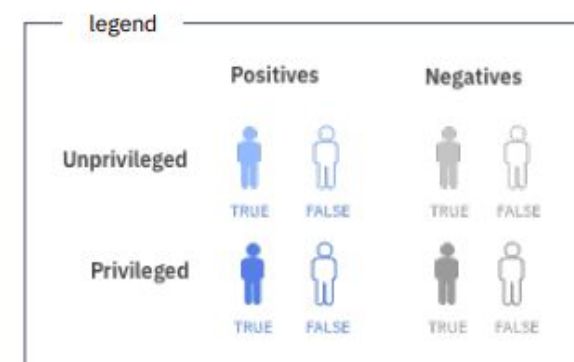 legend
Positives Negatives
Unprivileged
TRUE FALSE TRUE FALSE
Privileged
TRUE FALSE TRUE FALSE